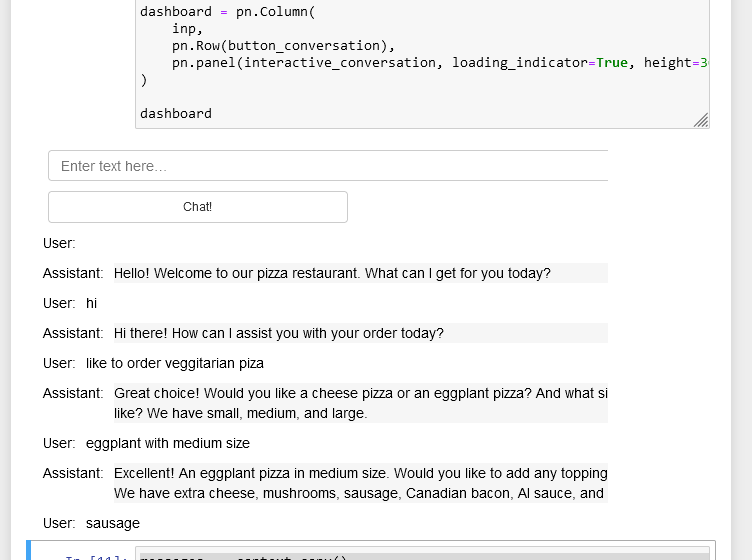 dashboard = pn.Column(
    inp,
    pn.Row(button_conversation),
    pn.panel(interactive_conversation, loading_indicator=True, height=3
)
dashboard
Enter text here…
Chat!
User:
Assistant: Hello! Welcome to our pizza restaurant. What can I get for you today?
User: hi
Assistant: Hi there! How can I assist you with your order today?
User: like to order veggitarian piza
Assistant: Great choice! Would you like a cheese pizza or an eggplant pizza? And what si
like? We have small, medium, and large.
User: eggplant with medium size
Assistant: Excellent! An eggplant pizza in medium size. Would you like to add any topping
We have extra cheese, mushrooms, sausage, Canadian bacon, AI sauce, and
User: sausage
In [11]: messages = context.copy()